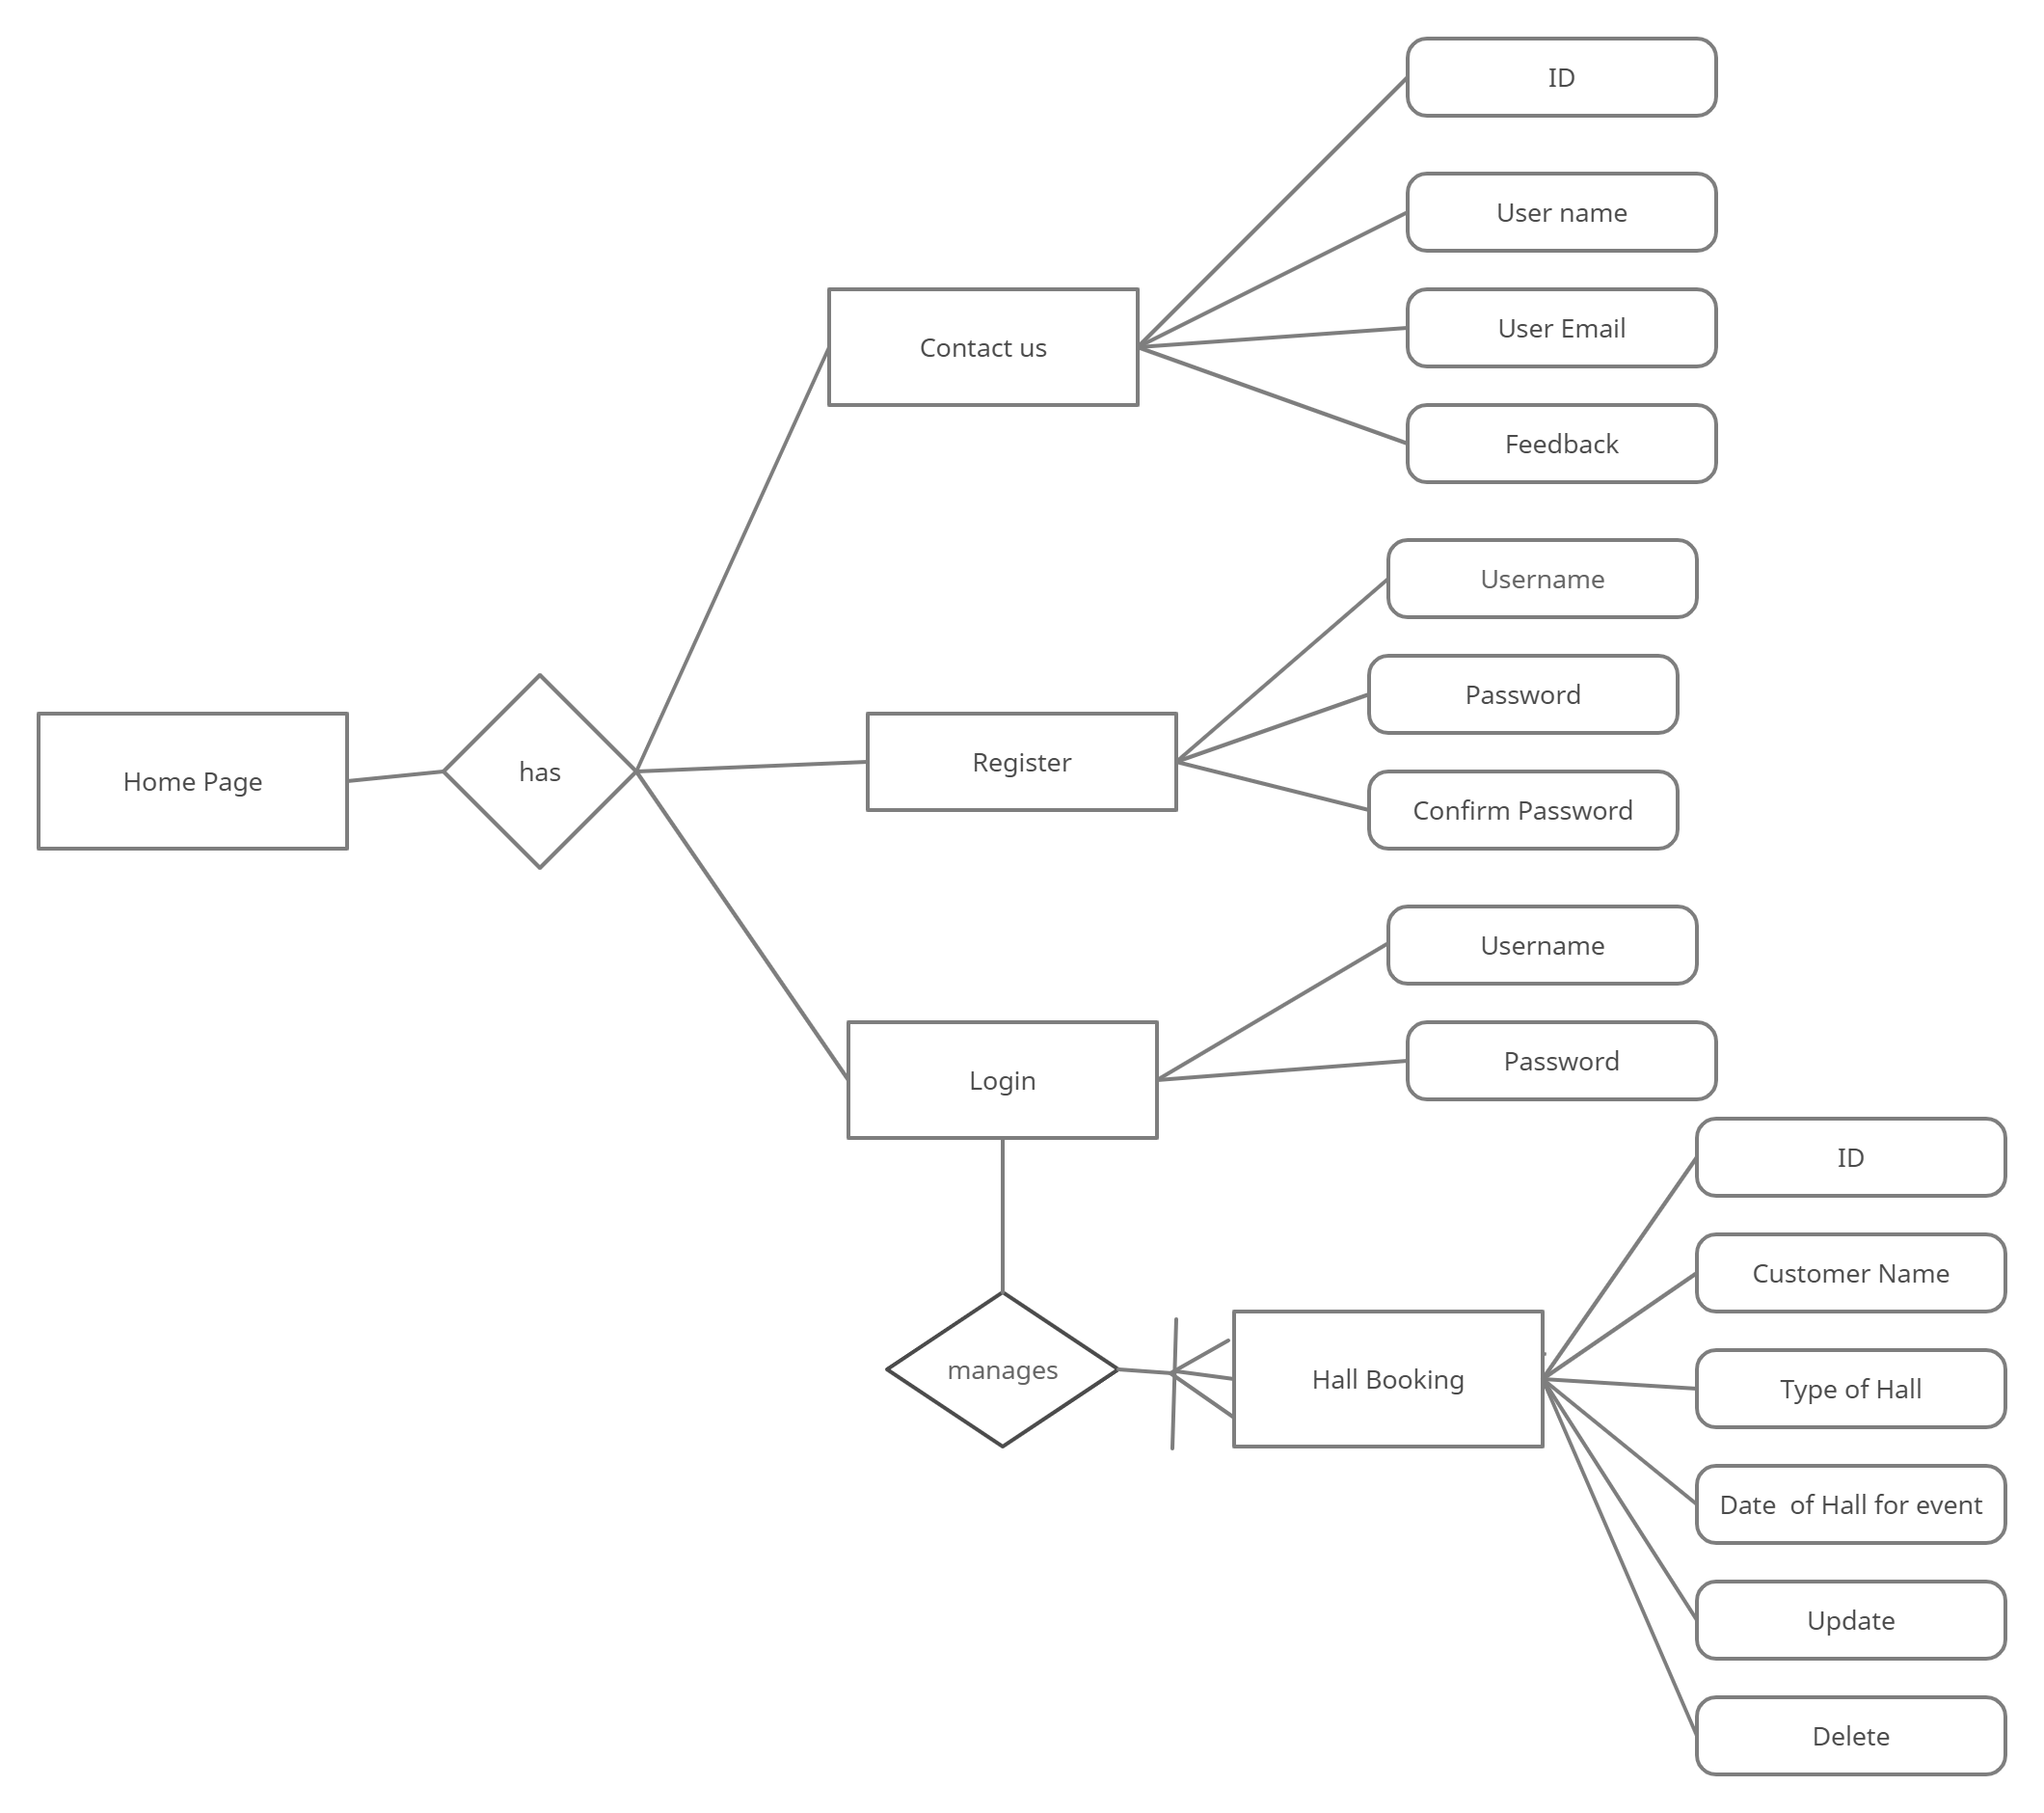 ID
User name
User Email
Feedback
Contact us
Username
Password
Confirm Password
Register
Home Page
has
Username
Password
Login
ID
Customer Name
Type of Hall
Date  of Hall for event
Update
Delete
Hall Booking
manages